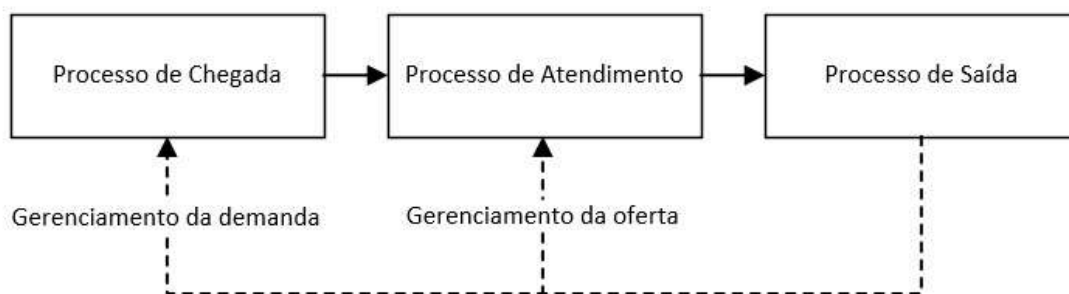 Processo de Chegada
Processo de Atendimento
Processo de Saída
Gerenciamento da demanda
Gerenciamento da oferta